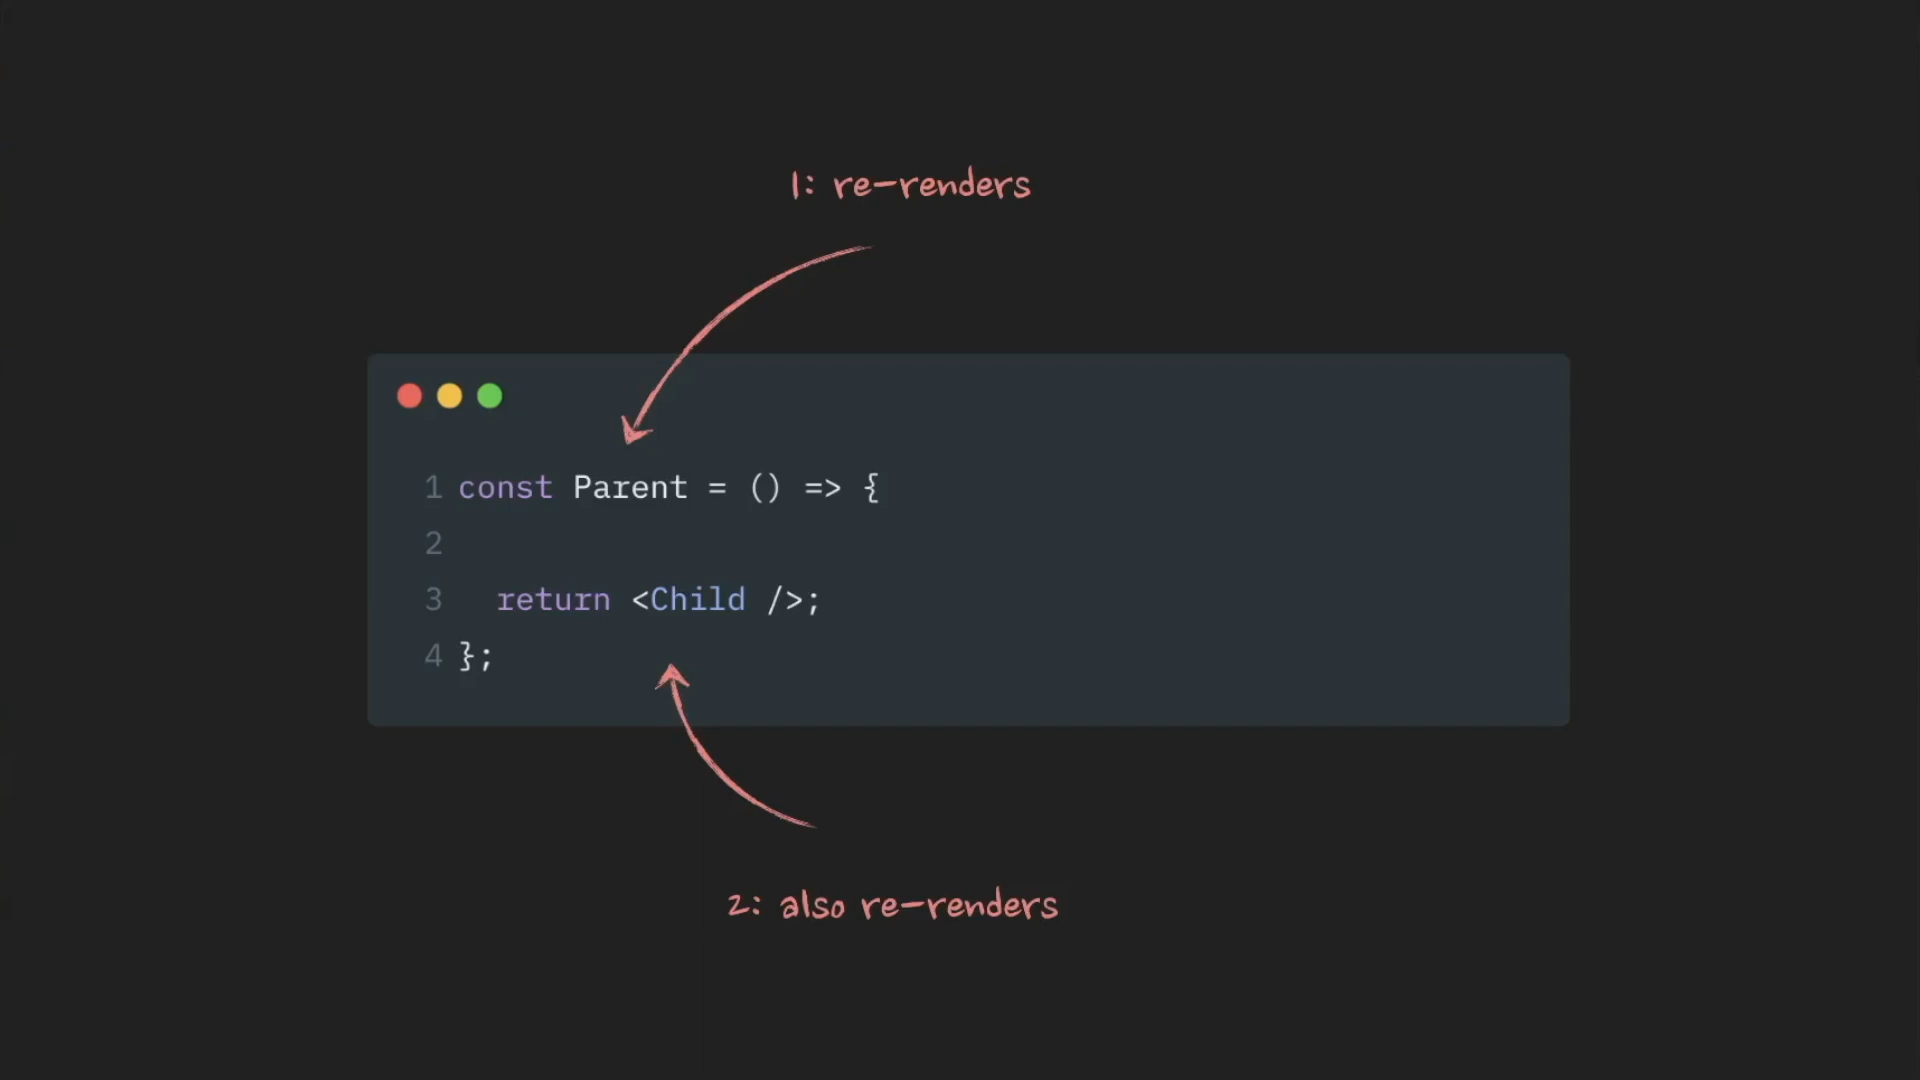 1: re-renders
1 const Parent = () => {
2
3   return <Child />;
4 };
2: also re-renders